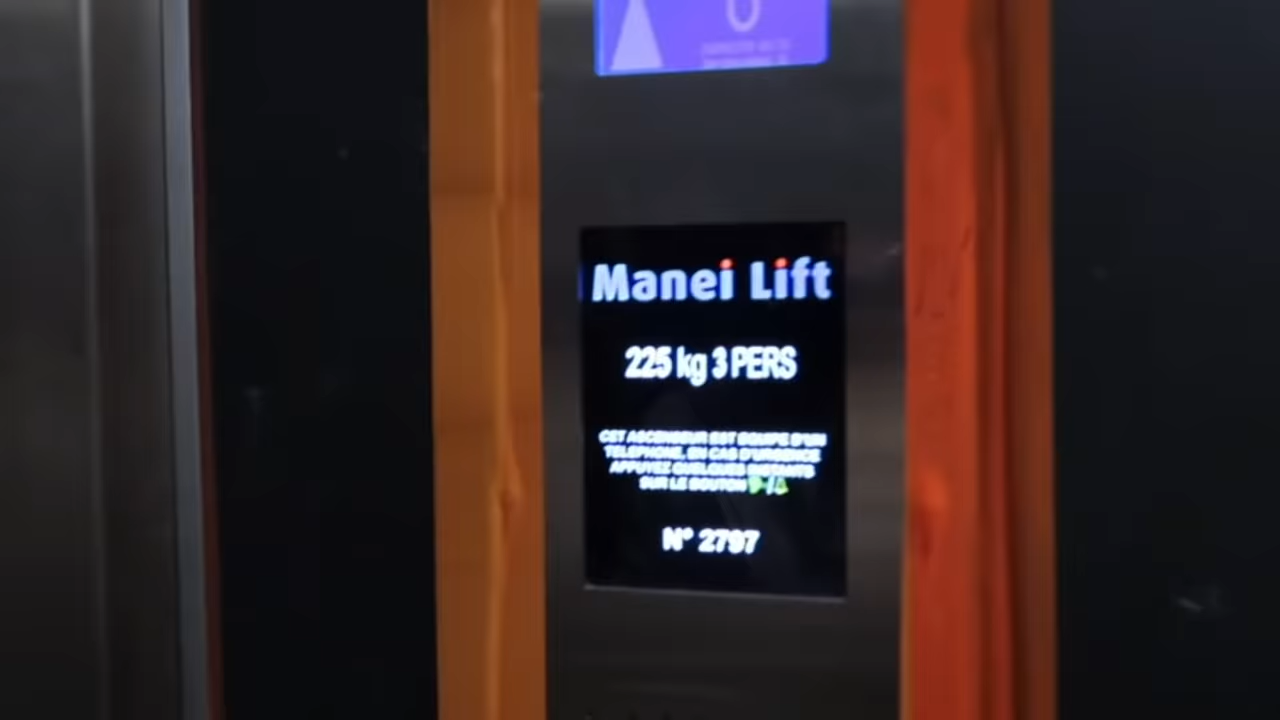 0
Manei Lift
225 kg 3 PERS
CET ASCENSEUR EST EQUIPE D'UN
TELEPHONE, EN CAS D'URGENCE
APPUYEZ QUELQUES INSTANTS
SUR LE BOUTON
N° 2797